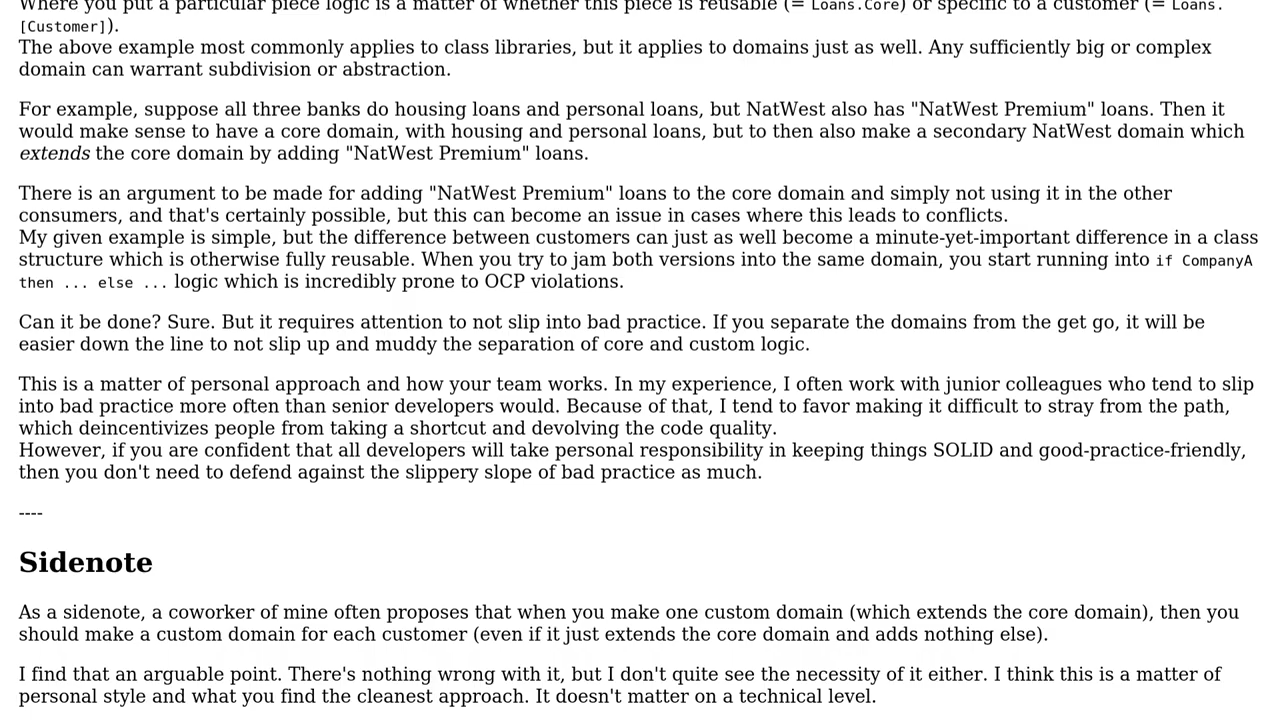 Where you put a particular piece logic is a matter of whether this piece is reusable (= Loans.Core) or specific to a customer (= Loans.
[Customer]).
The above example most commonly applies to class libraries, but it applies to domains just as well. Any sufficiently big or complex
domain can warrant subdivision or abstraction.
For example, suppose all three banks do housing loans and personal loans, but NatWest also has "NatWest Premium" loans. Then it
would make sense to have a core domain, with housing and personal loans, but to then also make a secondary NatWest domain which
extends the core domain by adding "NatWest Premium" loans.
There is an argument to be made for adding "NatWest Premium" loans to the core domain and simply not using it in the other
consumers, and that's certainly possible, but this can become an issue in cases where this leads to conflicts.
My given example is simple, but the difference between customers can just as well become a minute-yet-important difference in a class
structure which is otherwise fully reusable. When you try to jam both versions into the same domain, you start running into if CompanyA
then ... else ... logic which is incredibly prone to OCP violations.
Can it be done? Sure. But it requires attention to not slip into bad practice. If you separate the domains from the get go, it will be
easier down the line to not slip up and muddy the separation of core and custom logic.
This is a matter of personal approach and how your team works. In my experience, I often work with junior colleagues who tend to slip
into bad practice more often than senior developers would. Because of that, I tend to favor making it difficult to stray from the path,
which deincentivizes people from taking a shortcut and devolving the code quality.
However, if you are confident that all developers will take personal responsibility in keeping things SOLID and good-practice-friendly,
then you don't need to defend against the slippery slope of bad practice as much.
----
Sidenote
As a sidenote, a coworker of mine often proposes that when you make one custom domain (which extends the core domain), then you
should make a custom domain for each customer (even if it just extends the core domain and adds nothing else).
I find that an arguable point. There's nothing wrong with it, but I don't quite see the necessity of it either. I think this is a matter of
personal style and what you find the cleanest approach. It doesn't matter on a technical level.